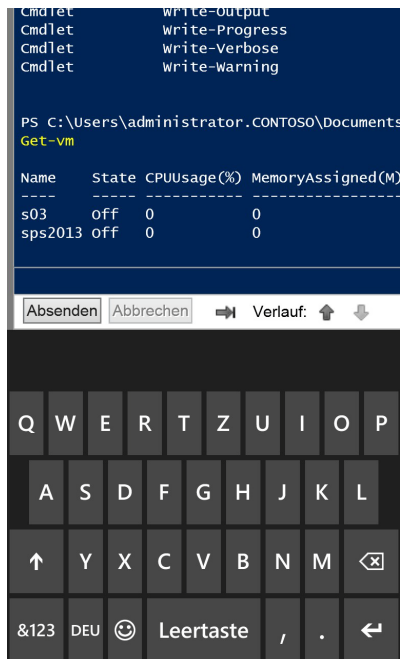 Cmdlet Write-Output
Cmdlet Write-Progress
Cmdlet Write-Verbose
Cmdlet Write-Warning
PS C:\Users\administrator.CONTOSO\Documents
Get-vm
Name State CPUUsage(%) MemoryAssigned(M)
---- ----- ----------- -----------------
s03 Off 0 0
sps2013 Off 0 0
Absenden Abbrechen Verlauf:
Q W E R T Z U I O P
A S D F G H J K L
Y X C V B N M
&123 DEU Leertaste , .